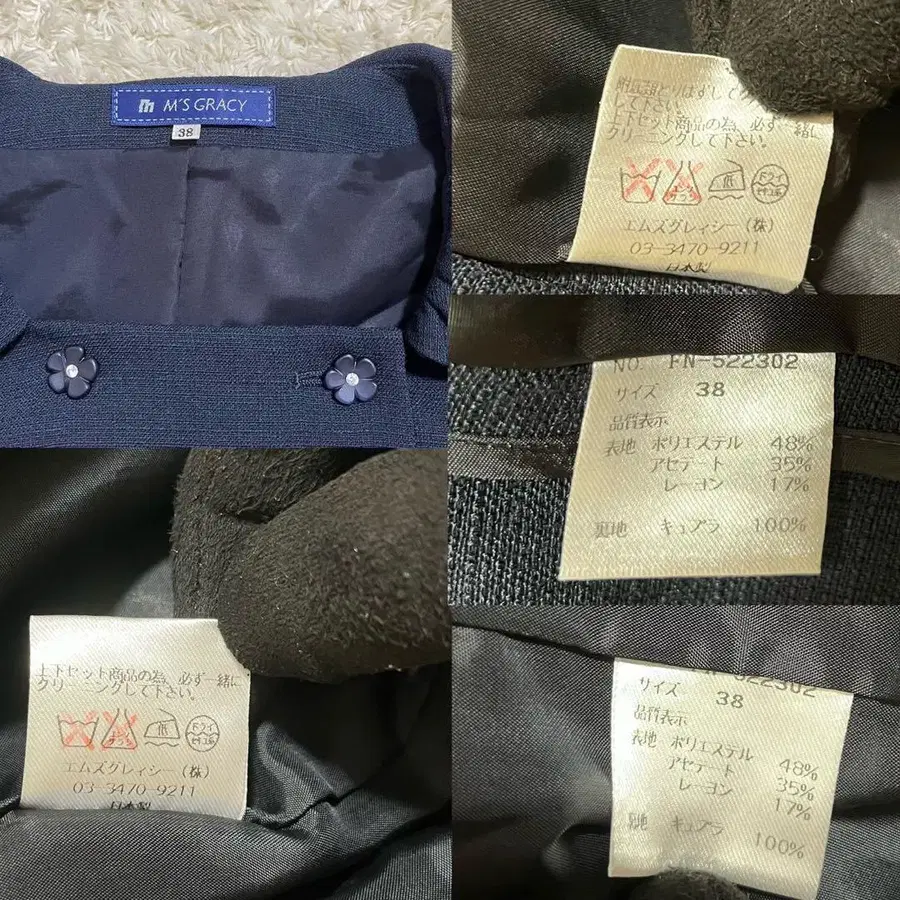 M'S GRACY
38
附属類とりはずしてクリ
して下さい。
上下セット商品の為、必ず一緒に
クリーニングして下さい。
低
ドライ
エムズグレィシー(株)
03-3470-9211
日本製
NO. FN-522302
サイズ 38
品質表示
表地 ポリエステル 48%
アセテート 35%
レーヨン 17%
裏地 キュプラ 100%
上下セット商品の為、必ず一緒に
クリーニングして下さい。
低
ドライ
エムズグレィシー(株)
03-3470-9211
日本製
FN-522302
サイズ 38
品質表示
表地 ポリエステル 48%
アセテート 35%
レーヨン 17%
裏地 キュプラ 100%